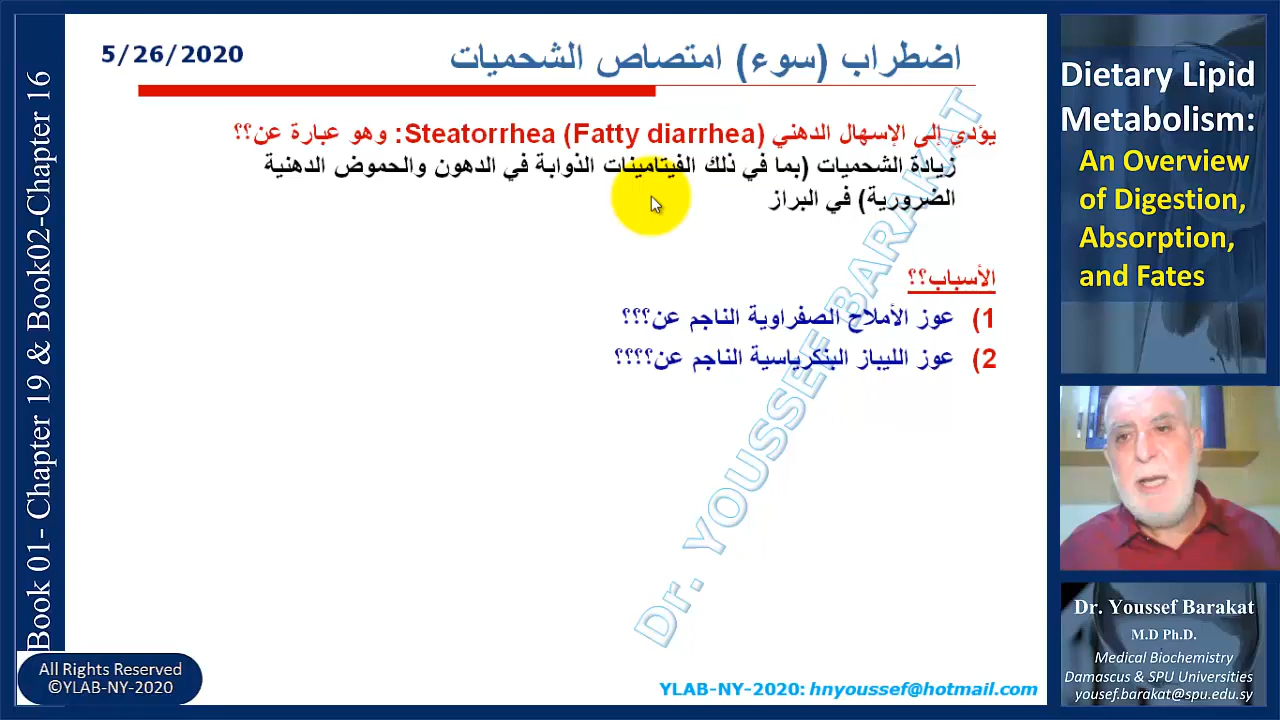 5/26/2020
اضطراب (سوء) امتصاص الشحميات
يؤدي إلى الإسهال الدهني Steatorrhea (Fatty diarrhea): وهو عبارة عن؟؟
زيادة الشحميات (بما في ذلك الفيتامينات الذوابة في الدهون والحموض الدهنية
الضرورية) في البراز
الأسباب؟؟
1) عوز الأملاح الصفراوية الناجم عن؟؟؟
2) عوز الليباز البنكرياسية الناجم عن؟؟؟؟
Dr. YOUSSEF BARAKAT
Book 01- Chapter 19 & Book02-Chapter 16
All Rights Reserved
©YLAB-NY-2020
YLAB-NY-2020: hnyoussef@hotmail.com
Dietary Lipid
Metabolism:
An Overview
of Digestion,
Absorption,
and Fates
Dr. Youssef Barakat
M.D Ph.D.
Medical Biochemistry
Damascus & SPU Universities
yousef.barakat@spu.edu.sy